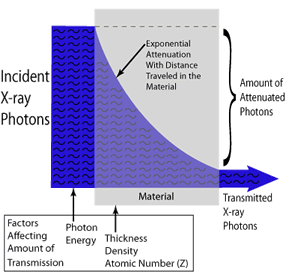 Exponential
Attenuation
With Distance
Traveled in the
Material
Incident
X-ray
Photons
Amount of
Attenuated
Photons
Material
Transmitted
X-ray
Photons
Factors
Affecting
Amount of
Transmission
Photon
Energy
Thickness
Density
Atomic Number (Z)